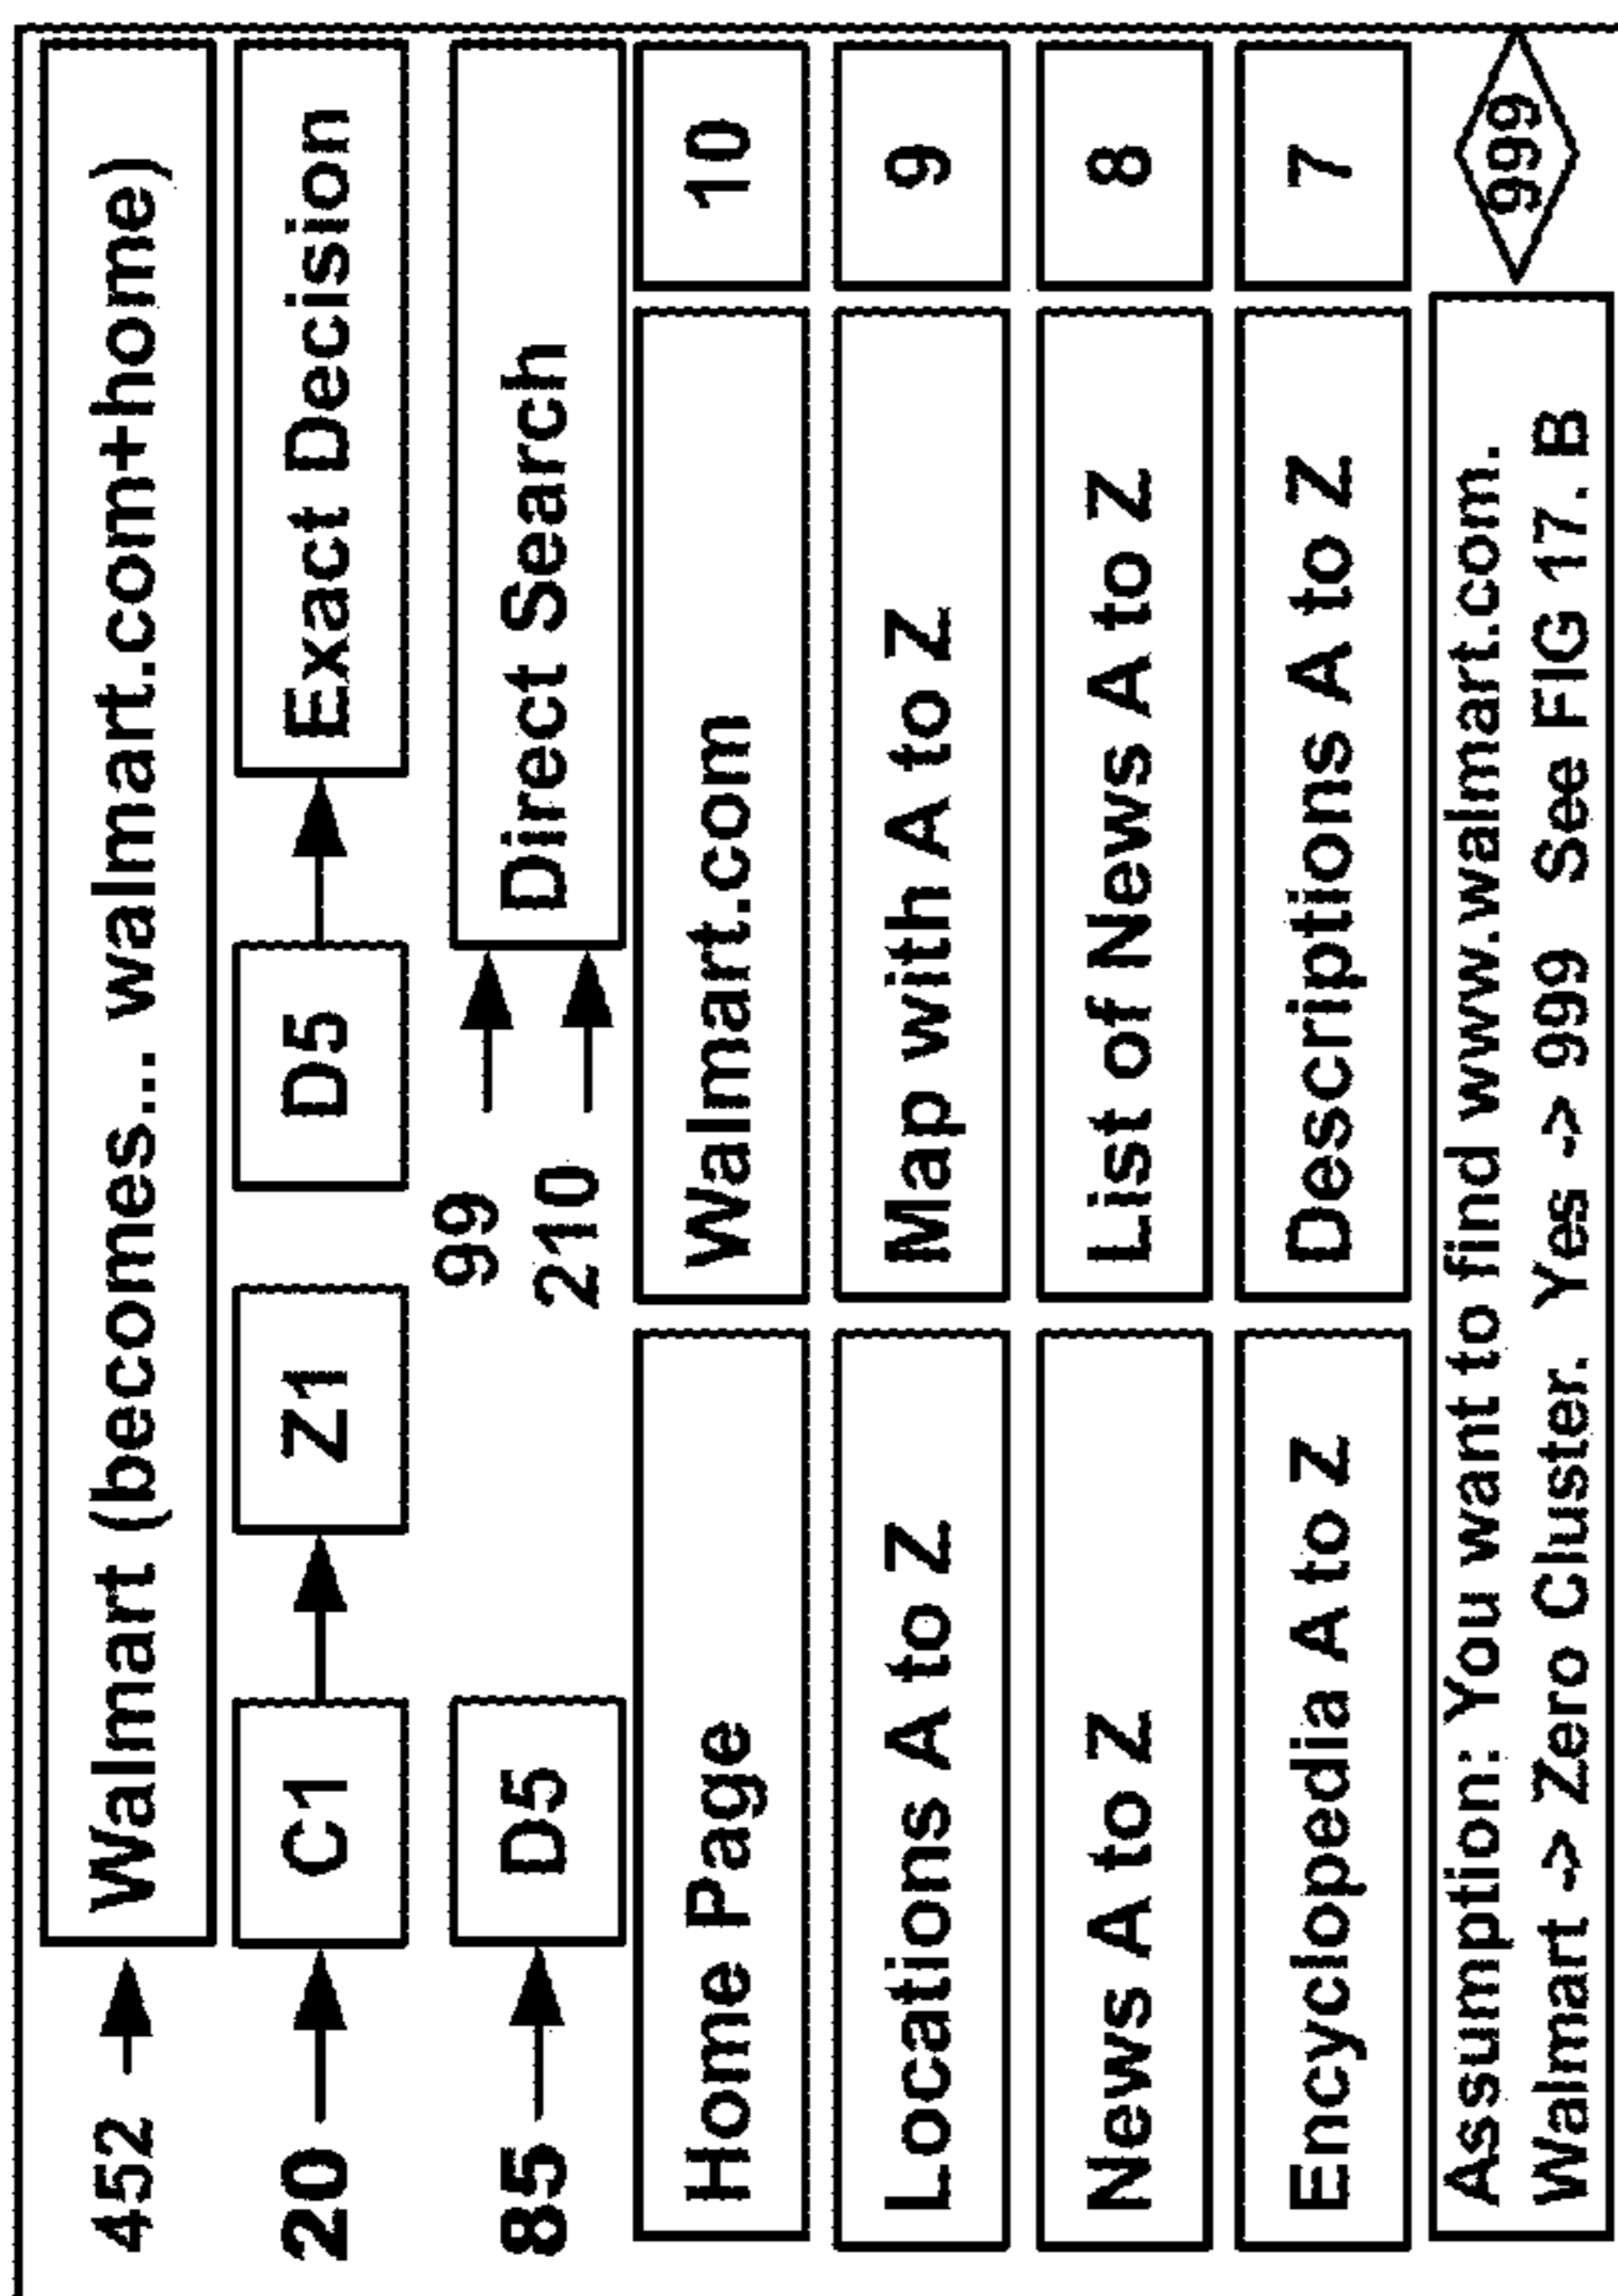 452 Walmart (becomes... walmart.com+home)
20 C1 Z1 D5 Exact Decision
85 D5 99 210 Direct Search
Home Page Walmart.com 10
Locations A to Z Map with A to Z 9
News A to Z List of News A to Z 8
Encyclopedia A to Z Descriptions A to Z 7
Assumption: You want to find www.walmart.com. 999
Walmart -> Zero Cluster. Yes -> 999 See FIG 17. B